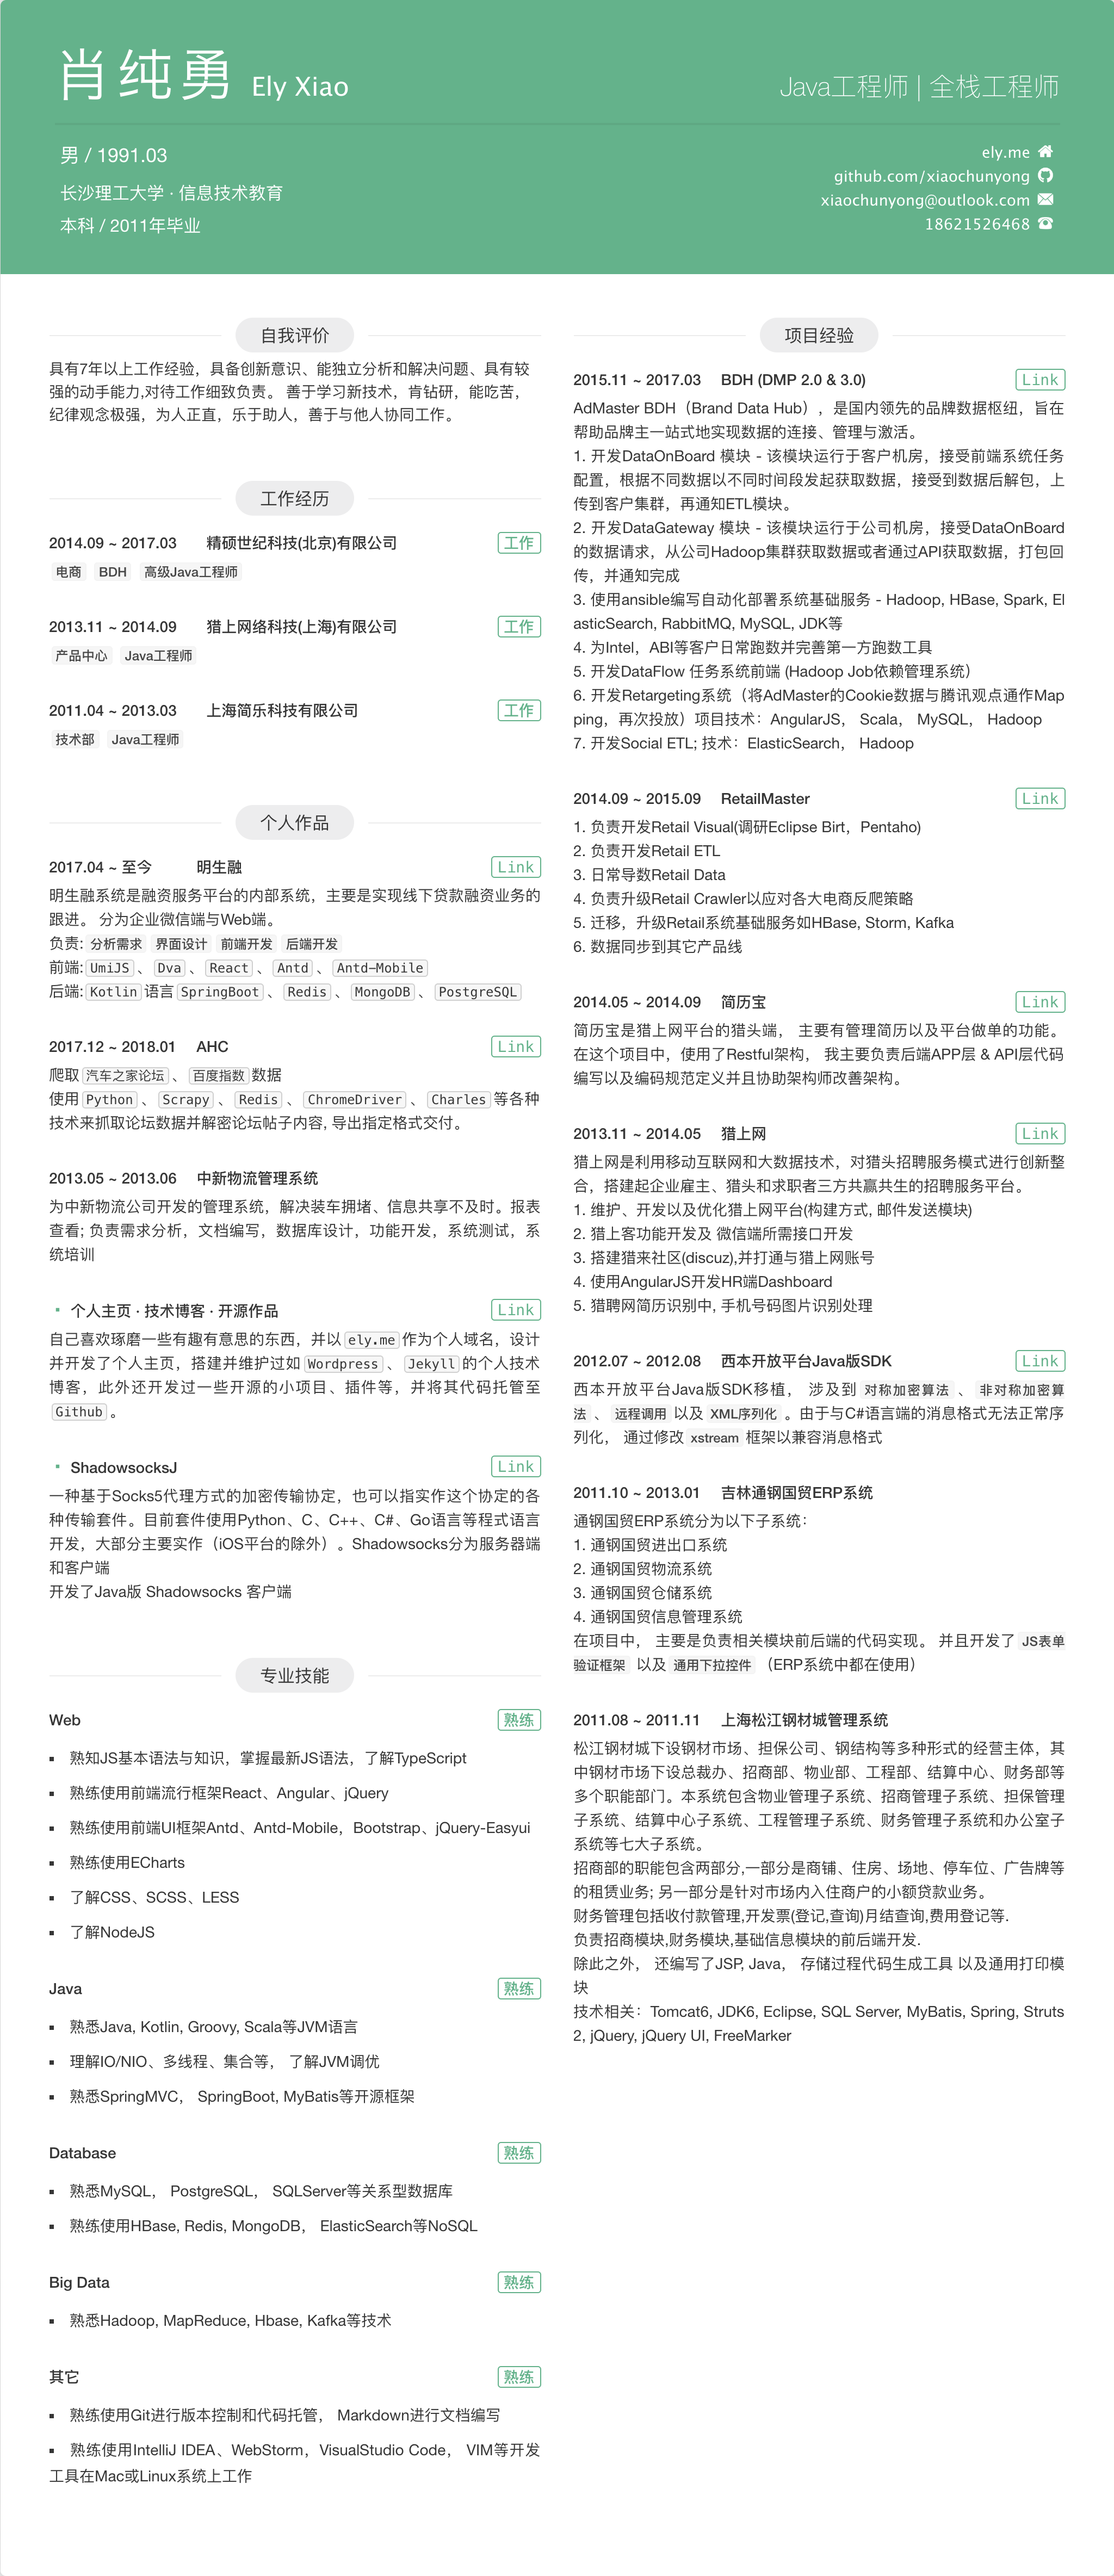 肖纯勇 Ely Xiao
Java工程师 | 全栈工程师
男 / 1991.03
长沙理工大学 · 信息技术教育
本科 / 2011年毕业
ely.me
github.com/xiaochunyong
xiaochunyong@outlook.com
18621526468
自我评价
具有7年以上工作经验，具备创新意识、能独立分析和解决问题、具有较
强的动手能力,对待工作细致负责。 善于学习新技术，肯钻研，能吃苦，
纪律观念极强，为人正直，乐于助人，善于与他人协同工作。
工作经历
2014.09 ~ 2017.03 精硕世纪科技(北京)有限公司 工作
电商 BDH 高级Java工程师
2013.11 ~ 2014.09 猎上网络科技(上海)有限公司 工作
产品中心 Java工程师
2011.04 ~ 2013.03 上海简乐科技有限公司 工作
技术部 Java工程师
个人作品
2017.04 ~ 至今 明生融 Link
明生融系统是融资服务平台的内部系统，主要是实现线下贷款融资业务的
跟进。 分为企业微信端与Web端。
负责: 分析需求 界面设计 前端开发 后端开发
前端: UmiJS 、 Dva 、 React 、 Antd 、 Antd-Mobile
后端: Kotlin 语言 SpringBoot 、 Redis 、 MongoDB 、 PostgreSQL
2017.12 ~ 2018.01 AHC Link
爬取 汽车之家论坛 、 百度指数 数据
使用 Python 、 Scrapy 、 Redis 、 ChromeDriver 、 Charles 等各种
技术来抓取论坛数据并解密论坛帖子内容, 导出指定格式交付。
2013.05 ~ 2013.06 中新物流管理系统
为中新物流公司开发的管理系统，解决装车拥堵、信息共享不及时。报表
查看; 负责需求分析，文档编写，数据库设计，功能开发，系统测试，系
统培训
· 个人主页 · 技术博客 · 开源作品 Link
自己喜欢琢磨一些有趣有意思的东西，并以 ely.me 作为个人域名，设计
并开发了个人主页，搭建并维护过如 Wordpress 、 Jekyll 的个人技术
博客，此外还开发过一些开源的小项目、插件等，并将其代码托管至
Github 。
· ShadowsocksJ Link
一种基于Socks5代理方式的加密传输协定，也可以指实作这个协定的各
种传输套件。目前套件使用Python、C、C++、C#、Go语言等程式语言
开发，大部分主要实作（iOS平台的除外）。Shadowsocks分为服务器端
和客户端
开发了Java版 Shadowsocks 客户端
专业技能
Web 熟练
▪ 熟知JS基本语法与知识，掌握最新JS语法，了解TypeScript
▪ 熟练使用前端流行框架React、Angular、jQuery
▪ 熟练使用前端UI框架Antd、Antd-Mobile，Bootstrap、jQuery-Easyui
▪ 熟练使用ECharts
▪ 了解CSS、SCSS、LESS
▪ 了解NodeJS
Java 熟练
▪ 熟悉Java, Kotlin, Groovy, Scala等JVM语言
▪ 理解IO/NIO、多线程、集合等， 了解JVM调优
▪ 熟悉SpringMVC， SpringBoot, MyBatis等开源框架
Database 熟练
▪ 熟悉MySQL， PostgreSQL， SQLServer等关系型数据库
▪ 熟练使用HBase, Redis, MongoDB， ElasticSearch等NoSQL
Big Data 熟练
▪ 熟悉Hadoop, MapReduce, Hbase, Kafka等技术
其它 熟练
▪ 熟练使用Git进行版本控制和代码托管， Markdown进行文档编写
▪ 熟练使用IntelliJ IDEA、WebStorm，VisualStudio Code， VIM等开发
工具在Mac或Linux系统上工作
项目经验
2015.11 ~ 2017.03 BDH (DMP 2.0 & 3.0) Link
AdMaster BDH（Brand Data Hub），是国内领先的品牌数据枢纽，旨在
帮助品牌主一站式地实现数据的连接、管理与激活。
1. 开发DataOnBoard 模块 - 该模块运行于客户机房，接受前端系统任务
配置，根据不同数据以不同时间段发起获取数据，接受到数据后解包，上
传到客户集群，再通知ETL模块。
2. 开发DataGateway 模块 - 该模块运行于公司机房，接受DataOnBoard
的数据请求，从公司Hadoop集群获取数据或者通过API获取数据，打包回
传，并通知完成
3. 使用ansible编写自动化部署系统基础服务 - Hadoop, HBase, Spark, El
asticSearch, RabbitMQ, MySQL, JDK等
4. 为Intel，ABI等客户日常跑数并完善第一方跑数工具
5. 开发DataFlow 任务系统前端 (Hadoop Job依赖管理系统）
6. 开发Retargeting系统（将AdMaster的Cookie数据与腾讯观点通作Map
ping，再次投放）项目技术：AngularJS， Scala， MySQL， Hadoop
7. 开发Social ETL; 技术：ElasticSearch， Hadoop
2014.09 ~ 2015.09 RetailMaster Link
1. 负责开发Retail Visual(调研Eclipse Birt，Pentaho)
2. 负责开发Retail ETL
3. 日常导数Retail Data
4. 负责升级Retail Crawler以应对各大电商反爬策略
5. 迁移，升级Retail系统基础服务如HBase, Storm, Kafka
6. 数据同步到其它产品线
2014.05 ~ 2014.09 简历宝 Link
简历宝是猎上网平台的猎头端， 主要有管理简历以及平台做单的功能。
在这个项目中，使用了Restful架构， 我主要负责后端APP层 & API层代码
编写以及编码规范定义并且协助架构师改善架构。
2013.11 ~ 2014.05 猎上网 Link
猎上网是利用移动互联网和大数据技术，对猎头招聘服务模式进行创新整
合，搭建起企业雇主、猎头和求职者三方共赢共生的招聘服务平台。
1. 维护、开发以及优化猎上网平台(构建方式, 邮件发送模块)
2. 猎上客功能开发及 微信端所需接口开发
3. 搭建猎来社区(discuz),并打通与猎上网账号
4. 使用AngularJS开发HR端Dashboard
5. 猎聘网简历识别中, 手机号码图片识别处理
2012.07 ~ 2012.08 西本开放平台Java版SDK Link
西本开放平台Java版SDK移植， 涉及到 对称加密算法 、 非对称加密算
法 、 远程调用 以及 XML序列化 。由于与C#语言端的消息格式无法正常序
列化， 通过修改 xstream 框架以兼容消息格式
2011.10 ~ 2013.01 吉林通钢国贸ERP系统
通钢国贸ERP系统分为以下子系统：
1. 通钢国贸进出口系统
2. 通钢国贸物流系统
3. 通钢国贸仓储系统
4. 通钢国贸信息管理系统
在项目中， 主要是负责相关模块前后端的代码实现。 并且开发了 JS表单
验证框架 以及 通用下拉控件 （ERP系统中都在使用）
2011.08 ~ 2011.11 上海松江钢材城管理系统
松江钢材城下设钢材市场、担保公司、钢结构等多种形式的经营主体，其
中钢材市场下设总裁办、招商部、物业部、工程部、结算中心、财务部等
多个职能部门。本系统包含物业管理子系统、招商管理子系统、担保管理
子系统、结算中心子系统、工程管理子系统、财务管理子系统和办公室子
系统等七大子系统。
招商部的职能包含两部分,一部分是商铺、住房、场地、停车位、广告牌等
的租赁业务; 另一部分是针对市场内入住商户的小额贷款业务。
财务管理包括收付款管理,开发票(登记,查询)月结查询,费用登记等.
负责招商模块,财务模块,基础信息模块的前后端开发.
除此之外， 还编写了JSP, Java， 存储过程代码生成工具 以及通用打印模
块
技术相关：Tomcat6, JDK6, Eclipse, SQL Server, MyBatis, Spring, Struts
2, jQuery, jQuery UI, FreeMarker